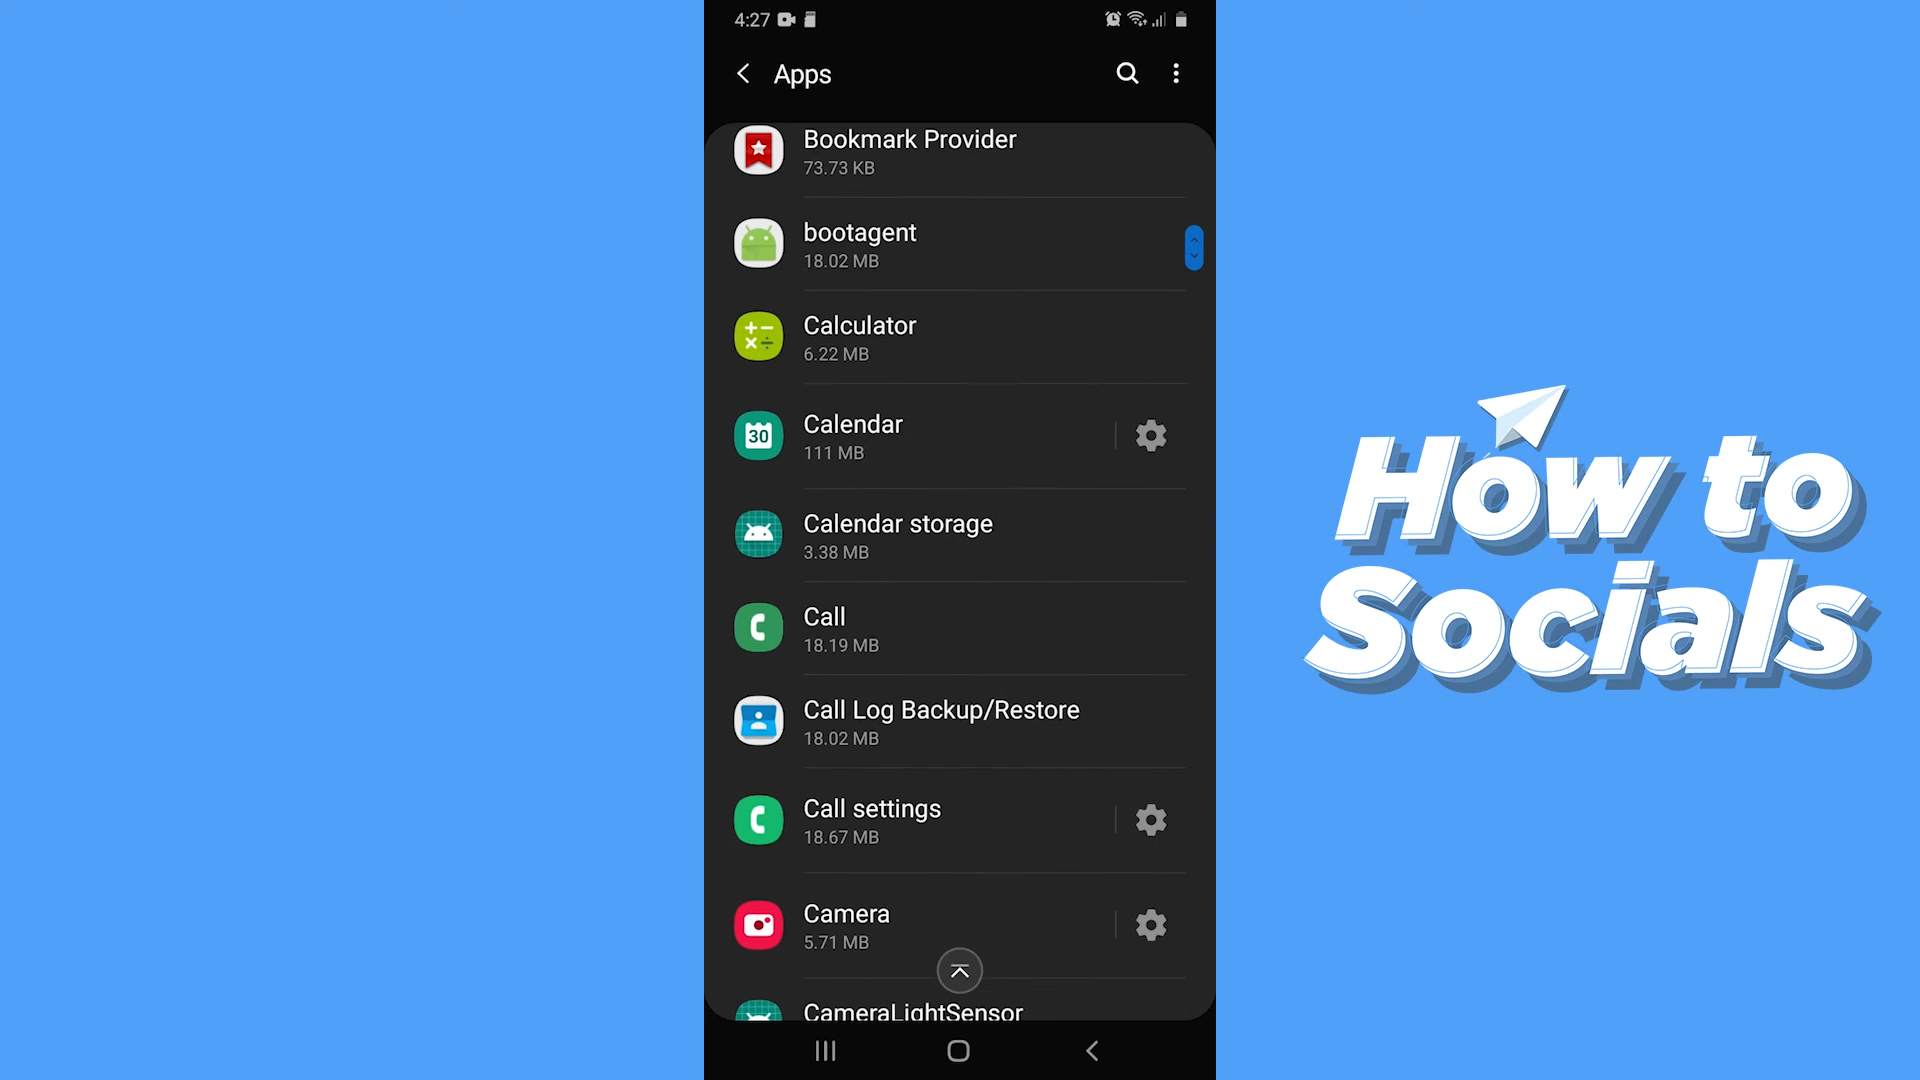 4:27
Apps
Bookmark Provider
73.73 KB
bootagent
18.02 MB
Calculator
6.22 MB
30
Calendar
111 MB
Calendar storage
3.38 MB
Call
18.19 MB
Call Log Backup/Restore
18.02 MB
Call settings
18.67 MB
Camera
5.71 MB
CameraLightSensor
How to
Socials